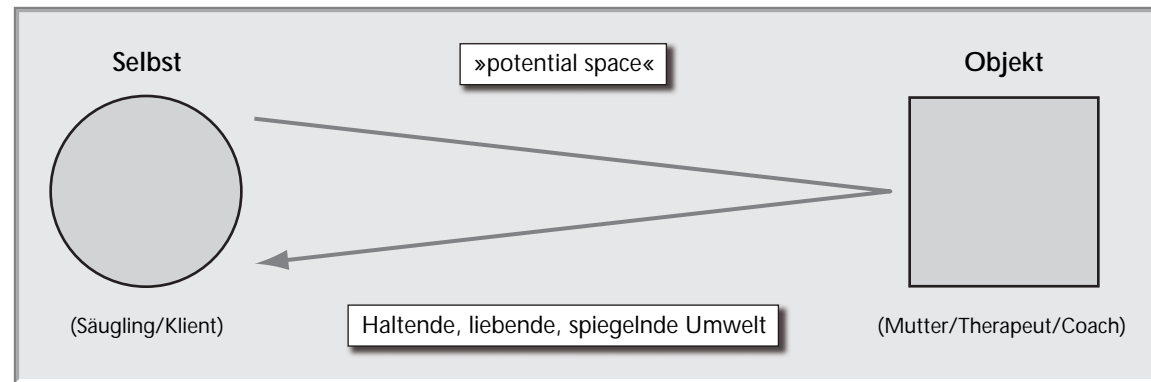 Selbst
»potential space«
Objekt
(Säugling/Klient)
Haltende, liebende, spiegelnde Umwelt
(Mutter/Therapeut/Coach)